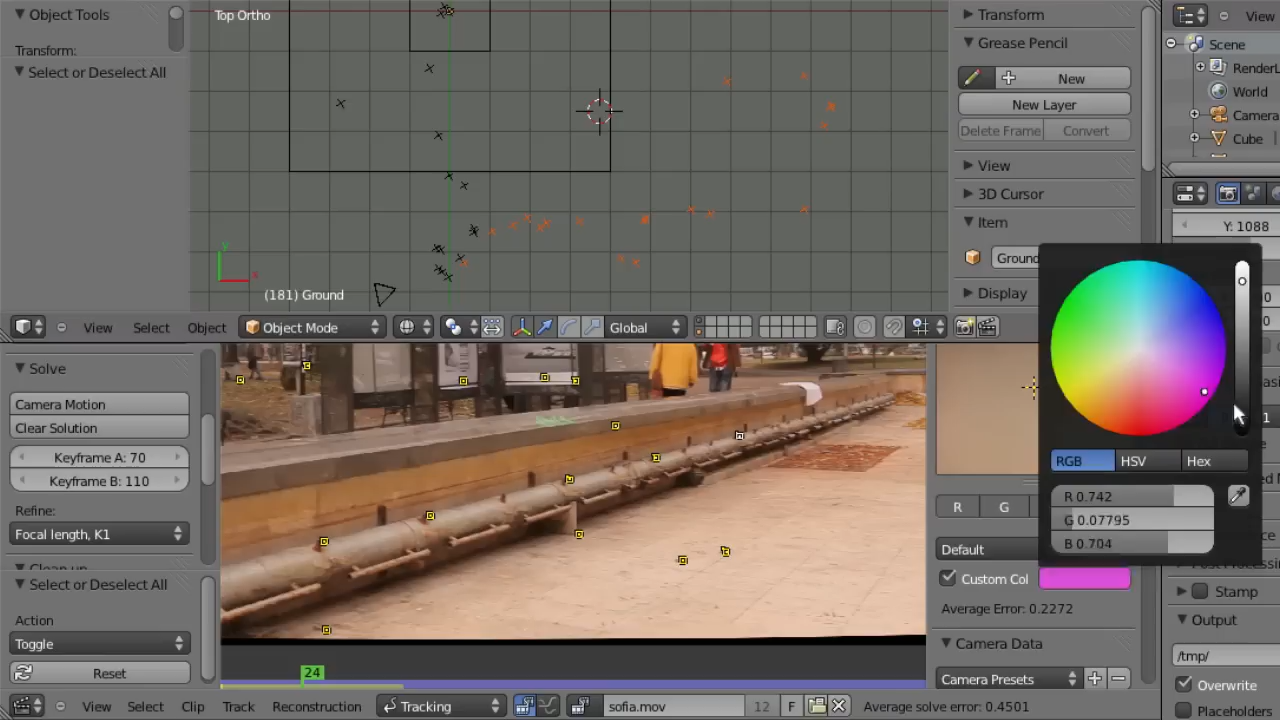 Object Tools
Transform:
Select or Deselect All
Top Ortho
(181) Ground
y
x
Transform
Grease Pencil
New
New Layer
Delete Frame
Convert
View
3D Cursor
Item
Ground
Display
View
Scene
RenderL
World
Camera
Cube
Y: 1088
View
Select
Object
Object Mode
Global
Solve
Camera Motion
Clear Solution
Keyframe A: 70
Keyframe B: 110
Refine:
Focal length, K1
Select or Deselect All
Action
Toggle
Reset
24
RGB
HSV
Hex
R 0.742
G 0.07795
B 0.704
R
G
Default
Custom Col
Average Error: 0.2272
Camera Data
Camera Presets
Stamp
Output
/tmp/
Overwrite
Placeholders
View
Select
Clip
Track
Reconstruction
Tracking
sofia.mov
12
F
Average solve error: 0.4501